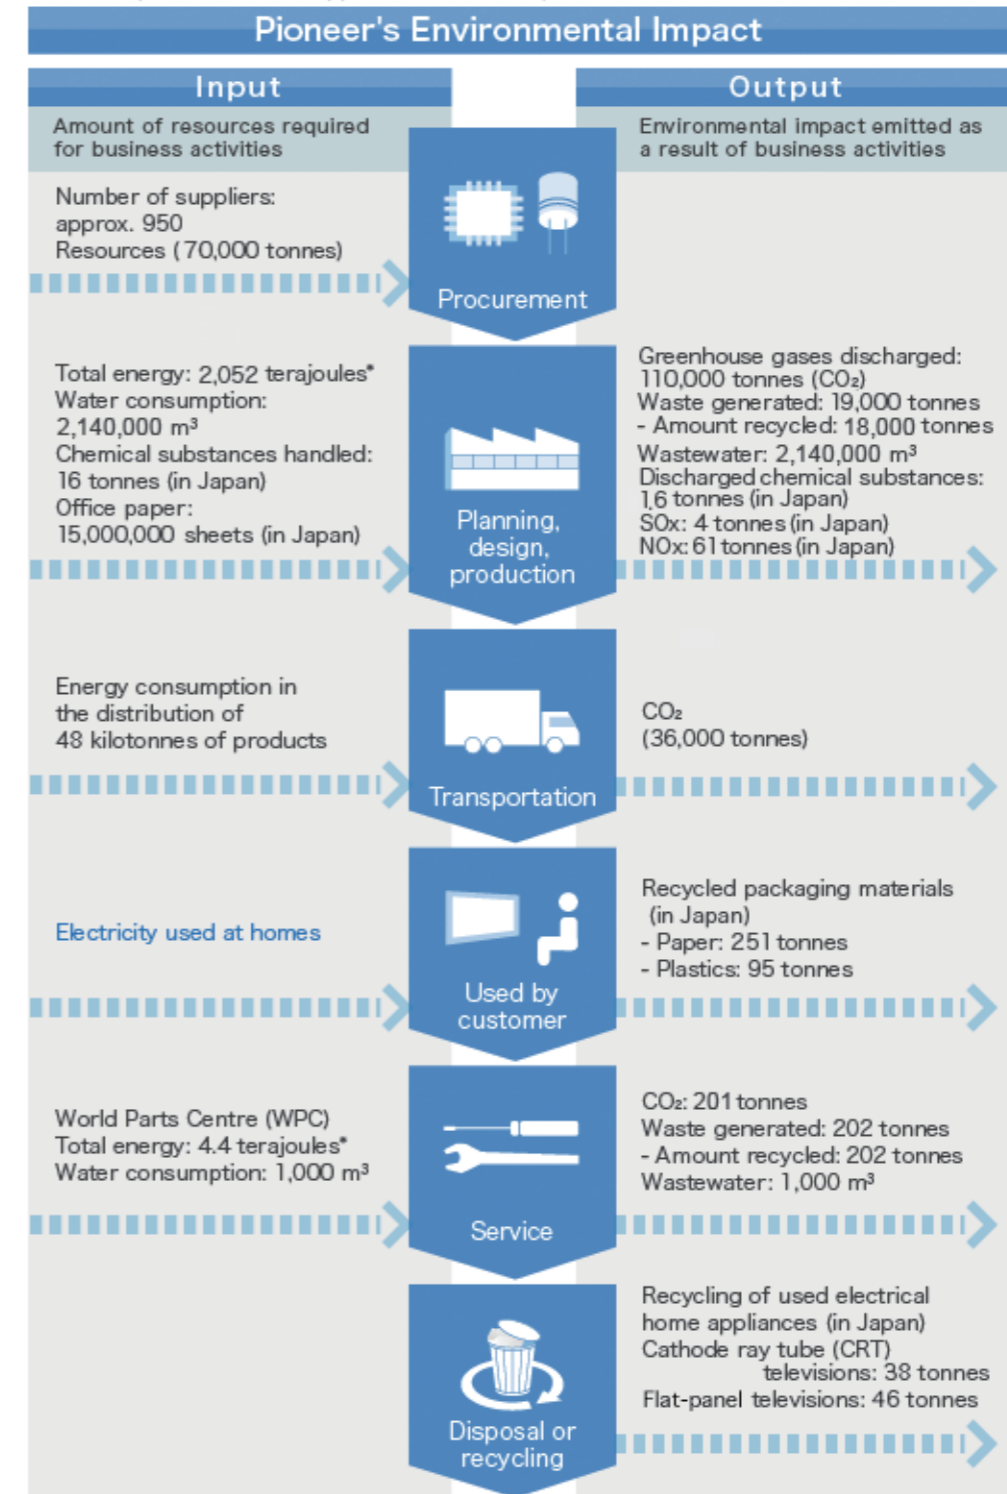 Pioneer's Environmental Impact
Input
Output
Amount of resources required
for business activities
Environmental impact emitted as
a result of business activities
Number of suppliers:
approx. 950
Resources (70,000 tonnes)
Procurement
Total energy: 2,052 terajoules*
Water consumption:
2,140,000 m³
Chemical substances handled:
16 tonnes (in Japan)
Office paper:
15,000,000 sheets (in Japan)
Planning,
design,
production
Greenhouse gases discharged:
110,000 tonnes (CO₂)
Waste generated: 19,000 tonnes
- Amount recycled: 18,000 tonnes
Wastewater: 2,140,000 m³
Discharged chemical substances:
1.6 tonnes (in Japan)
SOx: 4 tonnes (in Japan)
NOx: 61 tonnes (in Japan)
Energy consumption in
the distribution of
48 kilotonnes of products
Transportation
CO₂
(36,000 tonnes)
Electricity used at homes
Used by
customer
Recycled packaging materials
(in Japan)
- Paper: 251 tonnes
- Plastics: 95 tonnes
World Parts Centre (WPC)
Total energy: 4.4 terajoules*
Water consumption: 1,000 m³
Service
CO₂: 201 tonnes
Waste generated: 202 tonnes
- Amount recycled: 202 tonnes
Wastewater: 1,000 m³
Disposal or
recycling
Recycling of used electrical
home appliances (in Japan)
Cathode ray tube (CRT)
televisions: 38 tonnes
Flat-panel televisions: 46 tonnes